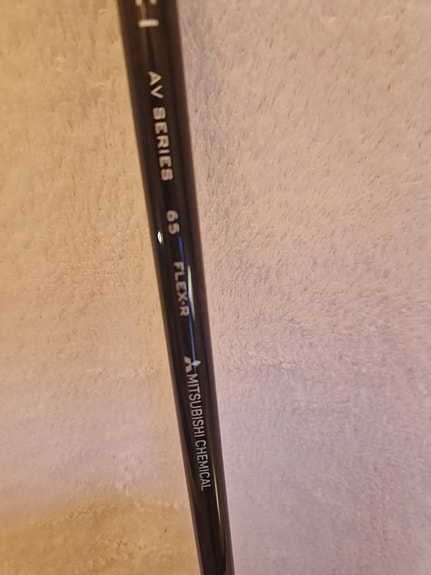 AV SERIES 65 FLEX-R
MITSUBISHI CHEMICAL